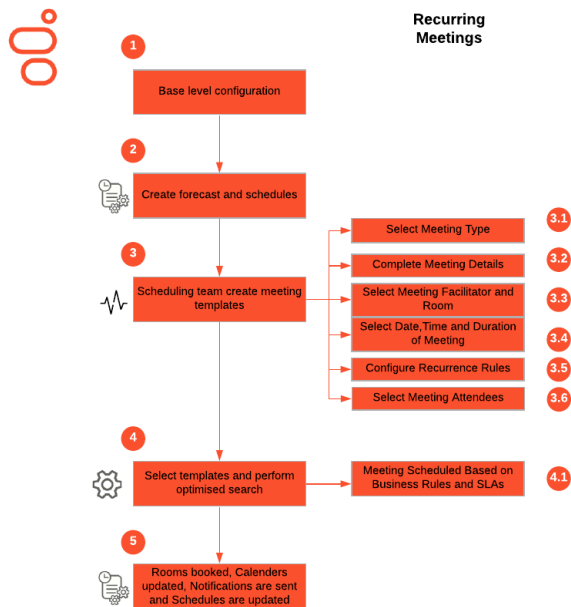 Recurring
Meetings
1
Base level configuration
2
Create forecast and schedules
3
Scheduling team create meeting
templates
Select Meeting Type
3.1
Complete Meeting Details
3.2
Select Meeting Facilitator and
Room
3.3
Select Date,Time and Duration
of Meeting
3.4
Configure Recurrence Rules
3.5
Select Meeting Attendees
3.6
4
Select templates and perform
optimised search
Meeting Scheduled Based on
Business Rules and SLAs
4.1
5
Rooms booked, Calenders
updated, Notifications are sent
and Schedules are updated